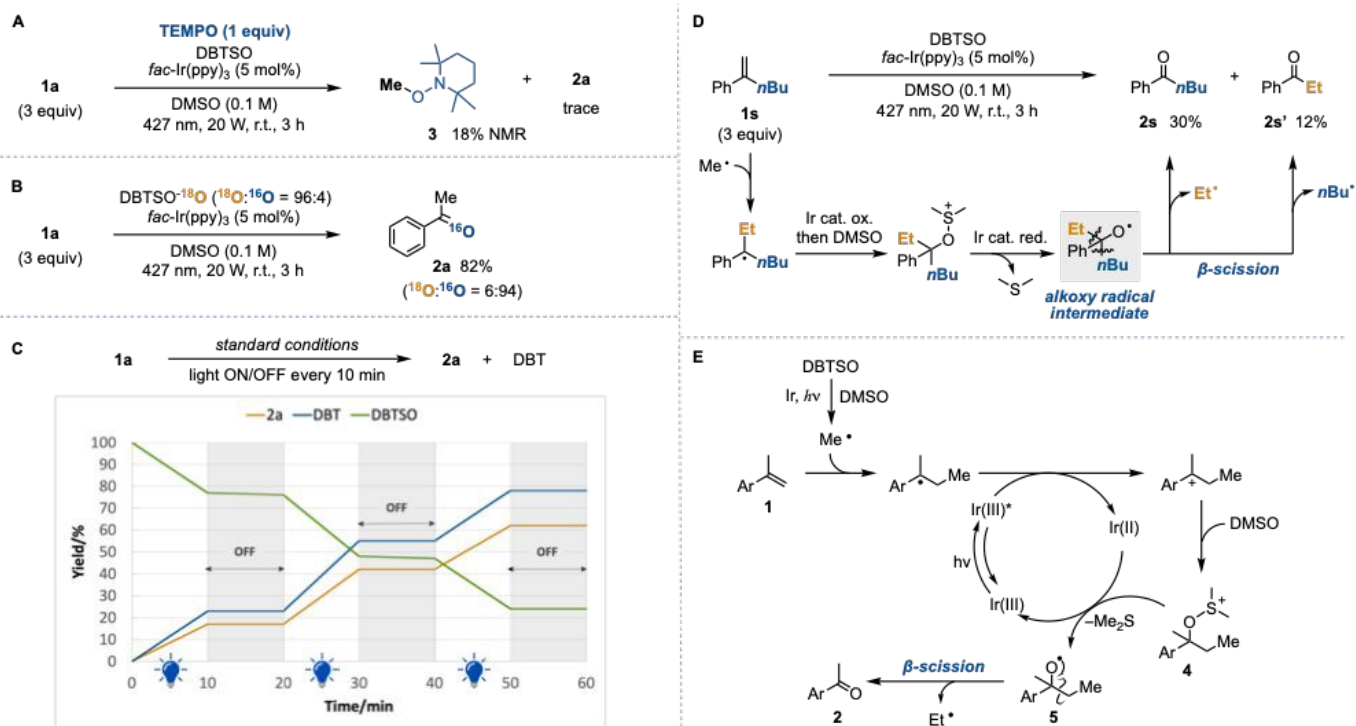 A
TEMPO (1 equiv)
DBTSO
fac-Ir(ppy)₃ (5 mol%)
1a
(3 equiv)
DMSO (0.1 M)
427 nm, 20 W, r.t., 3 h
Me
O
N
3 18% NMR
+
2a
trace
B
DBTSO-¹⁸O (¹⁸O:¹⁶O = 96:4)
fac-Ir(ppy)₃ (5 mol%)
1a
(3 equiv)
DMSO (0.1 M)
427 nm, 20 W, r.t., 3 h
Me
¹⁶O
2a 82%
(¹⁸O:¹⁶O = 6:94)
C
1a
standard conditions
light ON/OFF every 10 min
2a + DBT
2a DBT DBTSO
Yield/%
100
90
80
70
60
50
40
30
20
10
0
OFF
OFF
OFF
0 10 20 30 40 50 60
Time/min
D
Ph nBu
1s
(3 equiv)
DBTSO
fac-Ir(ppy)₃ (5 mol%)
DMSO (0.1 M)
427 nm, 20 W, r.t., 3 h
O
Ph nBu
2s 30%
+
O
Ph Et
2s' 12%
Me•
Et
Ph nBu
Ir cat. ox.
then DMSO
S⁺
Et O
Ph
nBu
Ir cat. red.
S
Et O•
Ph
nBu
alkoxy radical
intermediate
Et•
nBu•
β-scission
E
DBTSO
Ir, hν DMSO
Me•
Ar
1
Ar Me
Ar + Me
Ir(III)*
Ir(II)
hν
Ir(III)
DMSO
–Me₂S
S⁺
O
Ar Me
4
O•
Ar Me
5
β-scission
Et•
Ar O
2